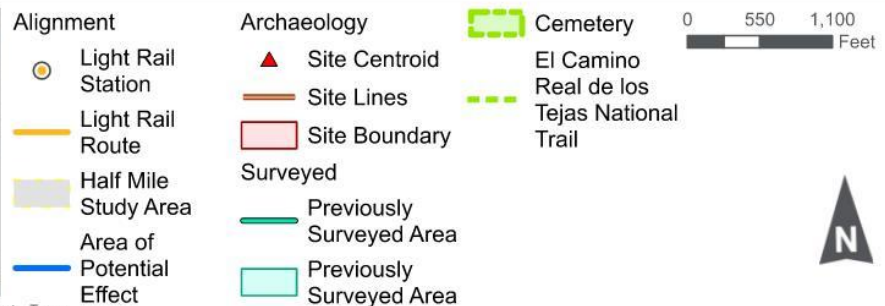 Alignment
Light Rail
Station
Light Rail
Route
Half Mile
Study Area
Area of
Potential
Effect
Archaeology
Site Centroid
Site Lines
Site Boundary
Surveyed
Previously
Surveyed Area
Previously
Surveyed Area
Cemetery
El Camino
Real de los
Tejas National
Trail
0 550 1,100
Feet
N